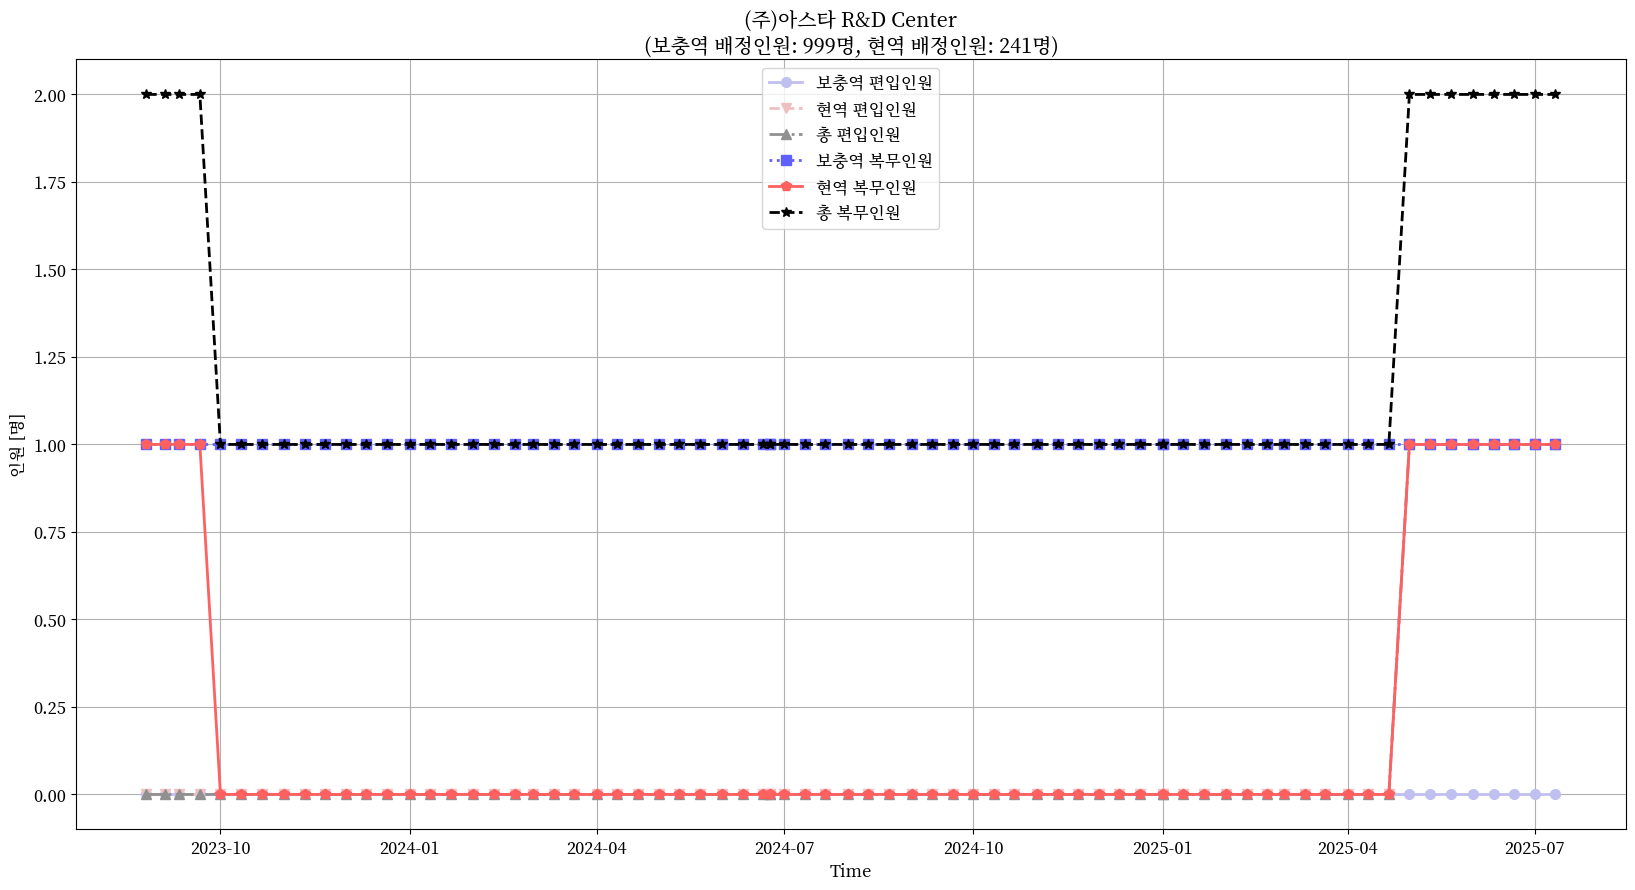 (주)아스타 R&D Center
(보충역 배정인원: 999명, 현역 배정인원: 241명)
보충역 편입인원
현역 편입인원
총 편입인원
보충역 복무인원
현역 복무인원
총 복무인원
인원 [명]
2.00
1.75
1.50
1.25
1.00
0.75
0.50
0.25
0.00
2023-10
2024-01
2024-04
2024-07
2024-10
2025-01
2025-04
2025-07
Time